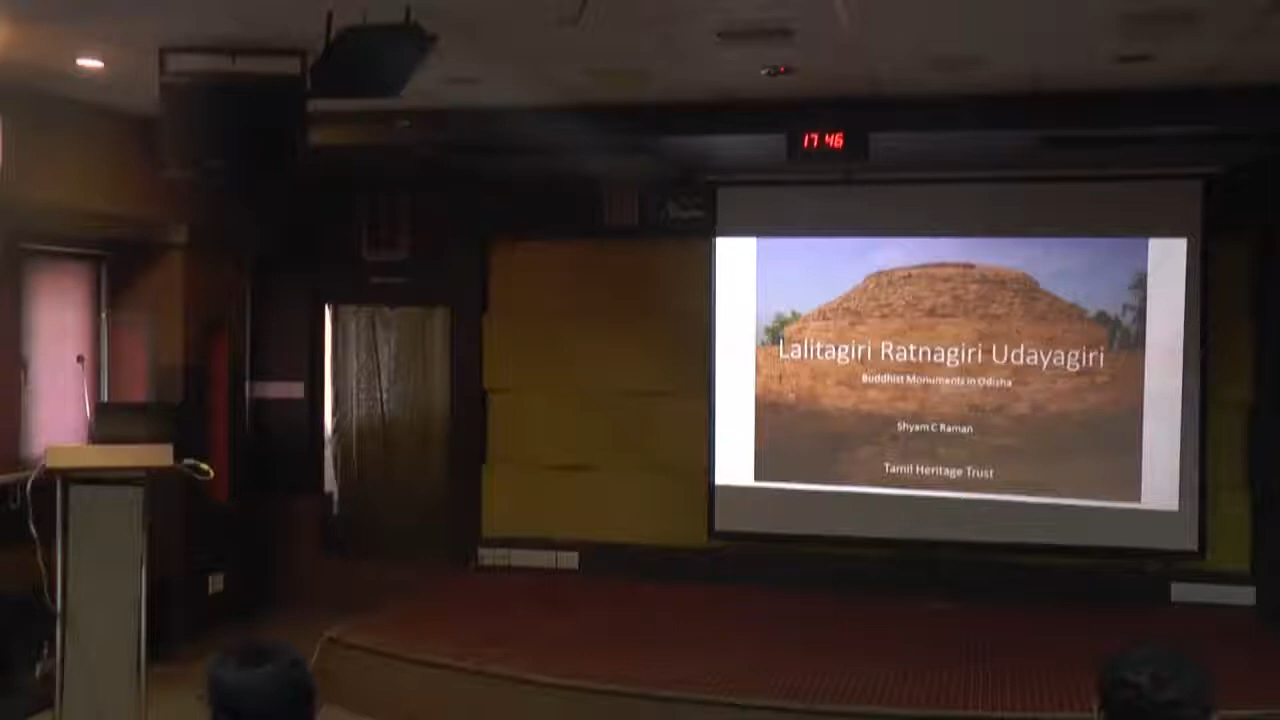 17 46
Lalitagiri Ratnagiri Udayagiri
Buddhist Monuments in Odisha
Shyam C Raman
Tamil Heritage Trust